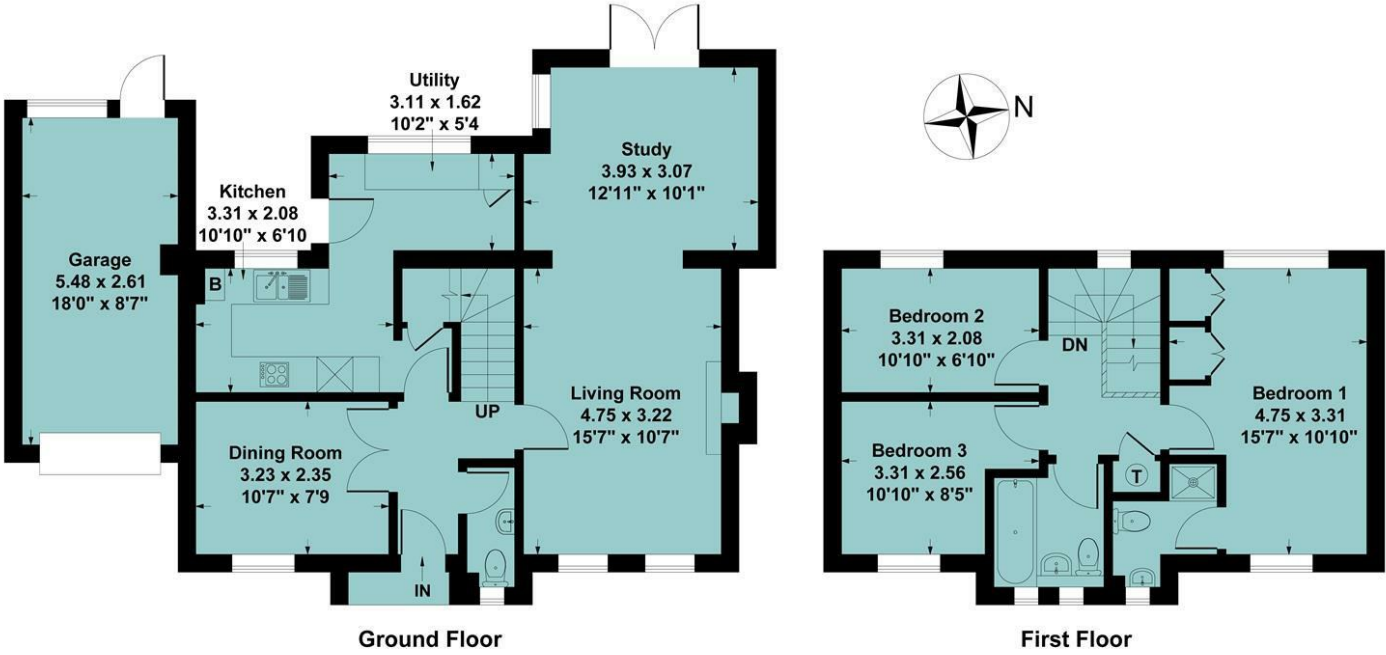 Utility
3.11 x 1.62
10'2" x 5'4
N
Study
3.93 x 3.07
12'11" x 10'1"
Kitchen
3.31 x 2.08
10'10" x 6'10
Garage
5.48 x 2.61
18'0" x 8'7"
B
Bedroom 2
3.31 x 2.08
10'10" x 6'10"
DN
Living Room
4.75 x 3.22
15'7" x 10'7"
Bedroom 1
4.75 x 3.31
15'7" x 10'10"
UP
Dining Room
3.23 x 2.35
10'7" x 7'9
Bedroom 3
3.31 x 2.56
10'10" x 8'5"
T
IN
Ground Floor
First Floor